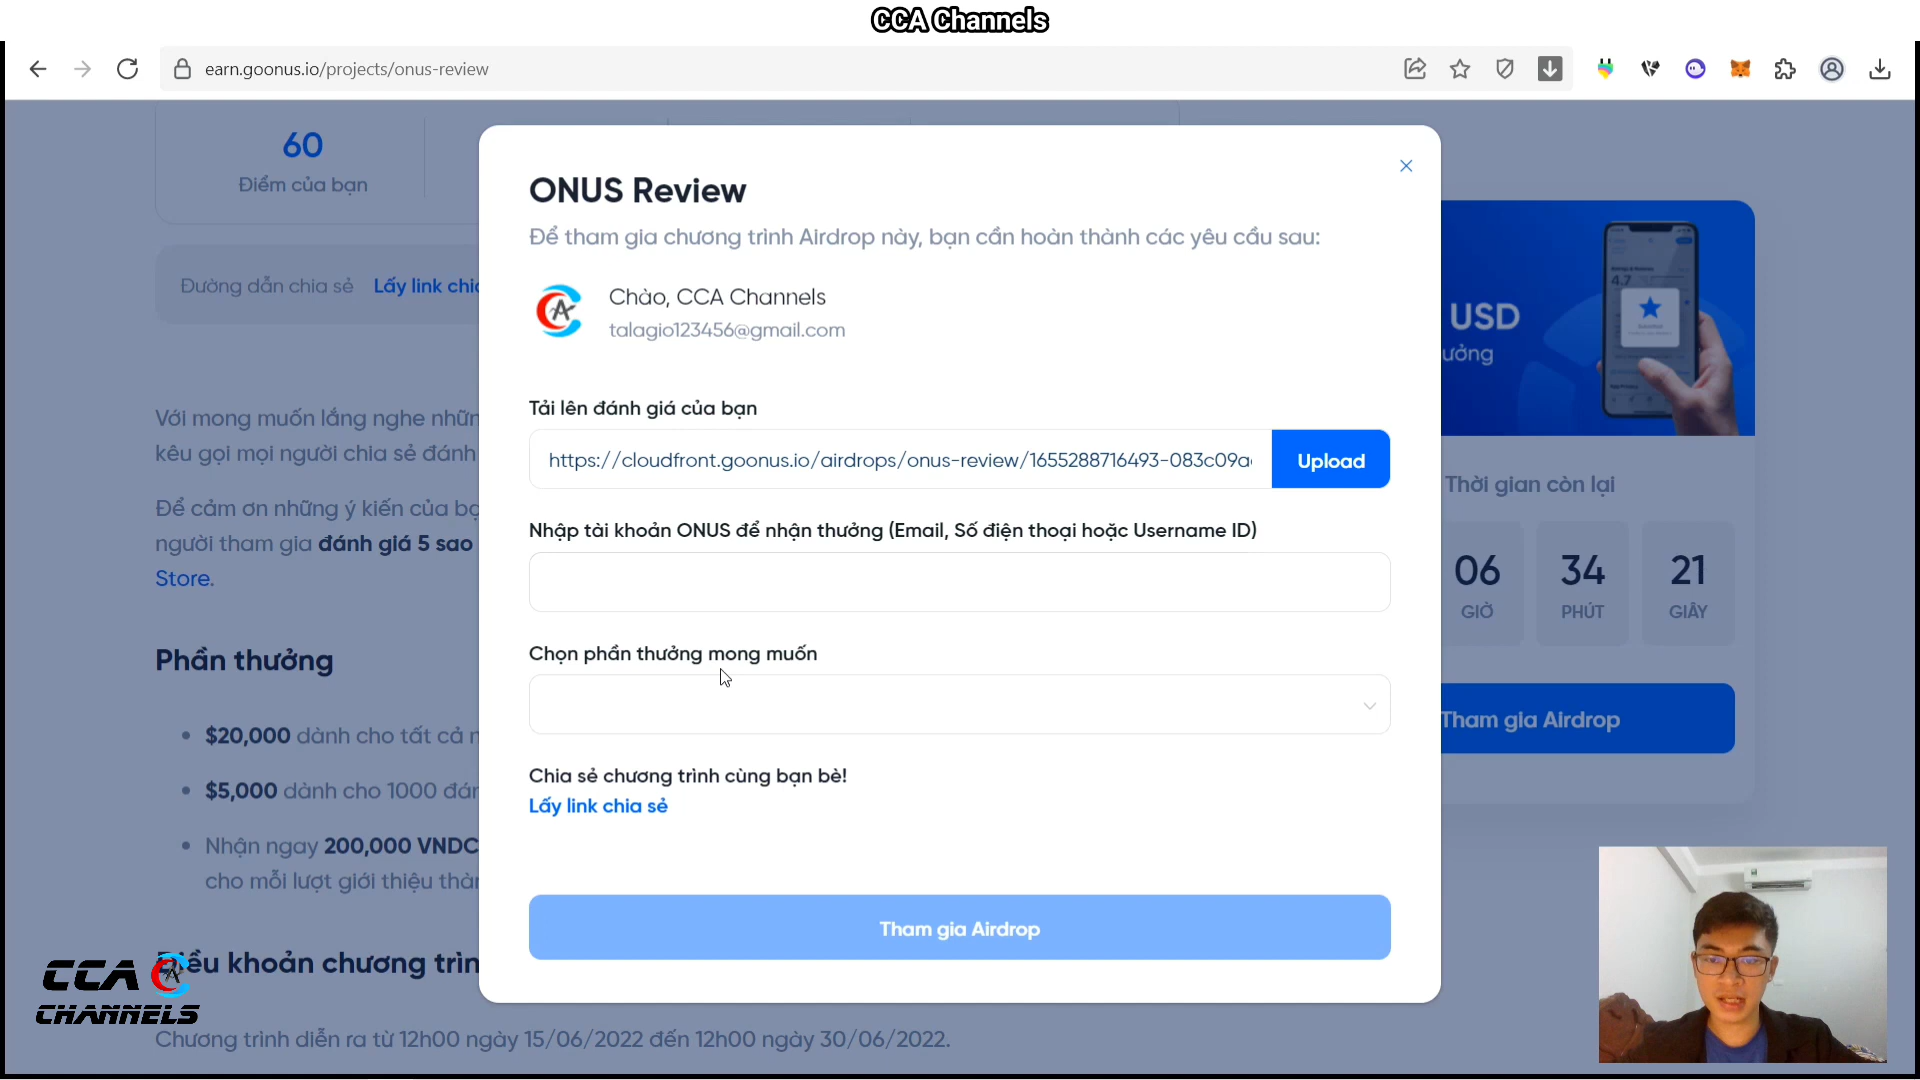 CCA Channels
earn.goonus.io/projects/onus-review
60
Điểm của bạn
Đường dẫn chia sẻ Lấy link chia
Với mong muốn lắng nghe nhữn
kêu gọi mọi người chia sẻ đánh
Để cảm ơn những ý kiến của bạ
người tham gia đánh giá 5 sao
Store.
Phần thưởng
$20,000 dành cho tất cả n
$5,000 dành cho 1000 đán
Nhận ngay 200,000 VNDC
cho mỗi lượt giới thiệu thàn
Điều khoản chương trìn
Chương trình diễn ra từ 12h00 ngày 15/06/2022 đến 12h00 ngày 30/06/2022.
ONUS Review
Để tham gia chương trình Airdrop này, bạn cần hoàn thành các yêu cầu sau:
Chào, CCA Channels
talagio123456@gmail.com
Tải lên đánh giá của bạn
https://cloudfront.goonus.io/airdrops/onus-review/1655288716493-083c09a
Upload
Nhập tài khoản ONUS để nhận thưởng (Email, Số điện thoại hoặc Username ID)
Chọn phần thưởng mong muốn
Chia sẻ chương trình cùng bạn bè!
Lấy link chia sẻ
Tham gia Airdrop
USD
ưởng
4.7
Thời gian còn lại
06 34 21
GIỜ PHÚT GIÂY
Tham gia Airdrop
CCA
CHANNELS